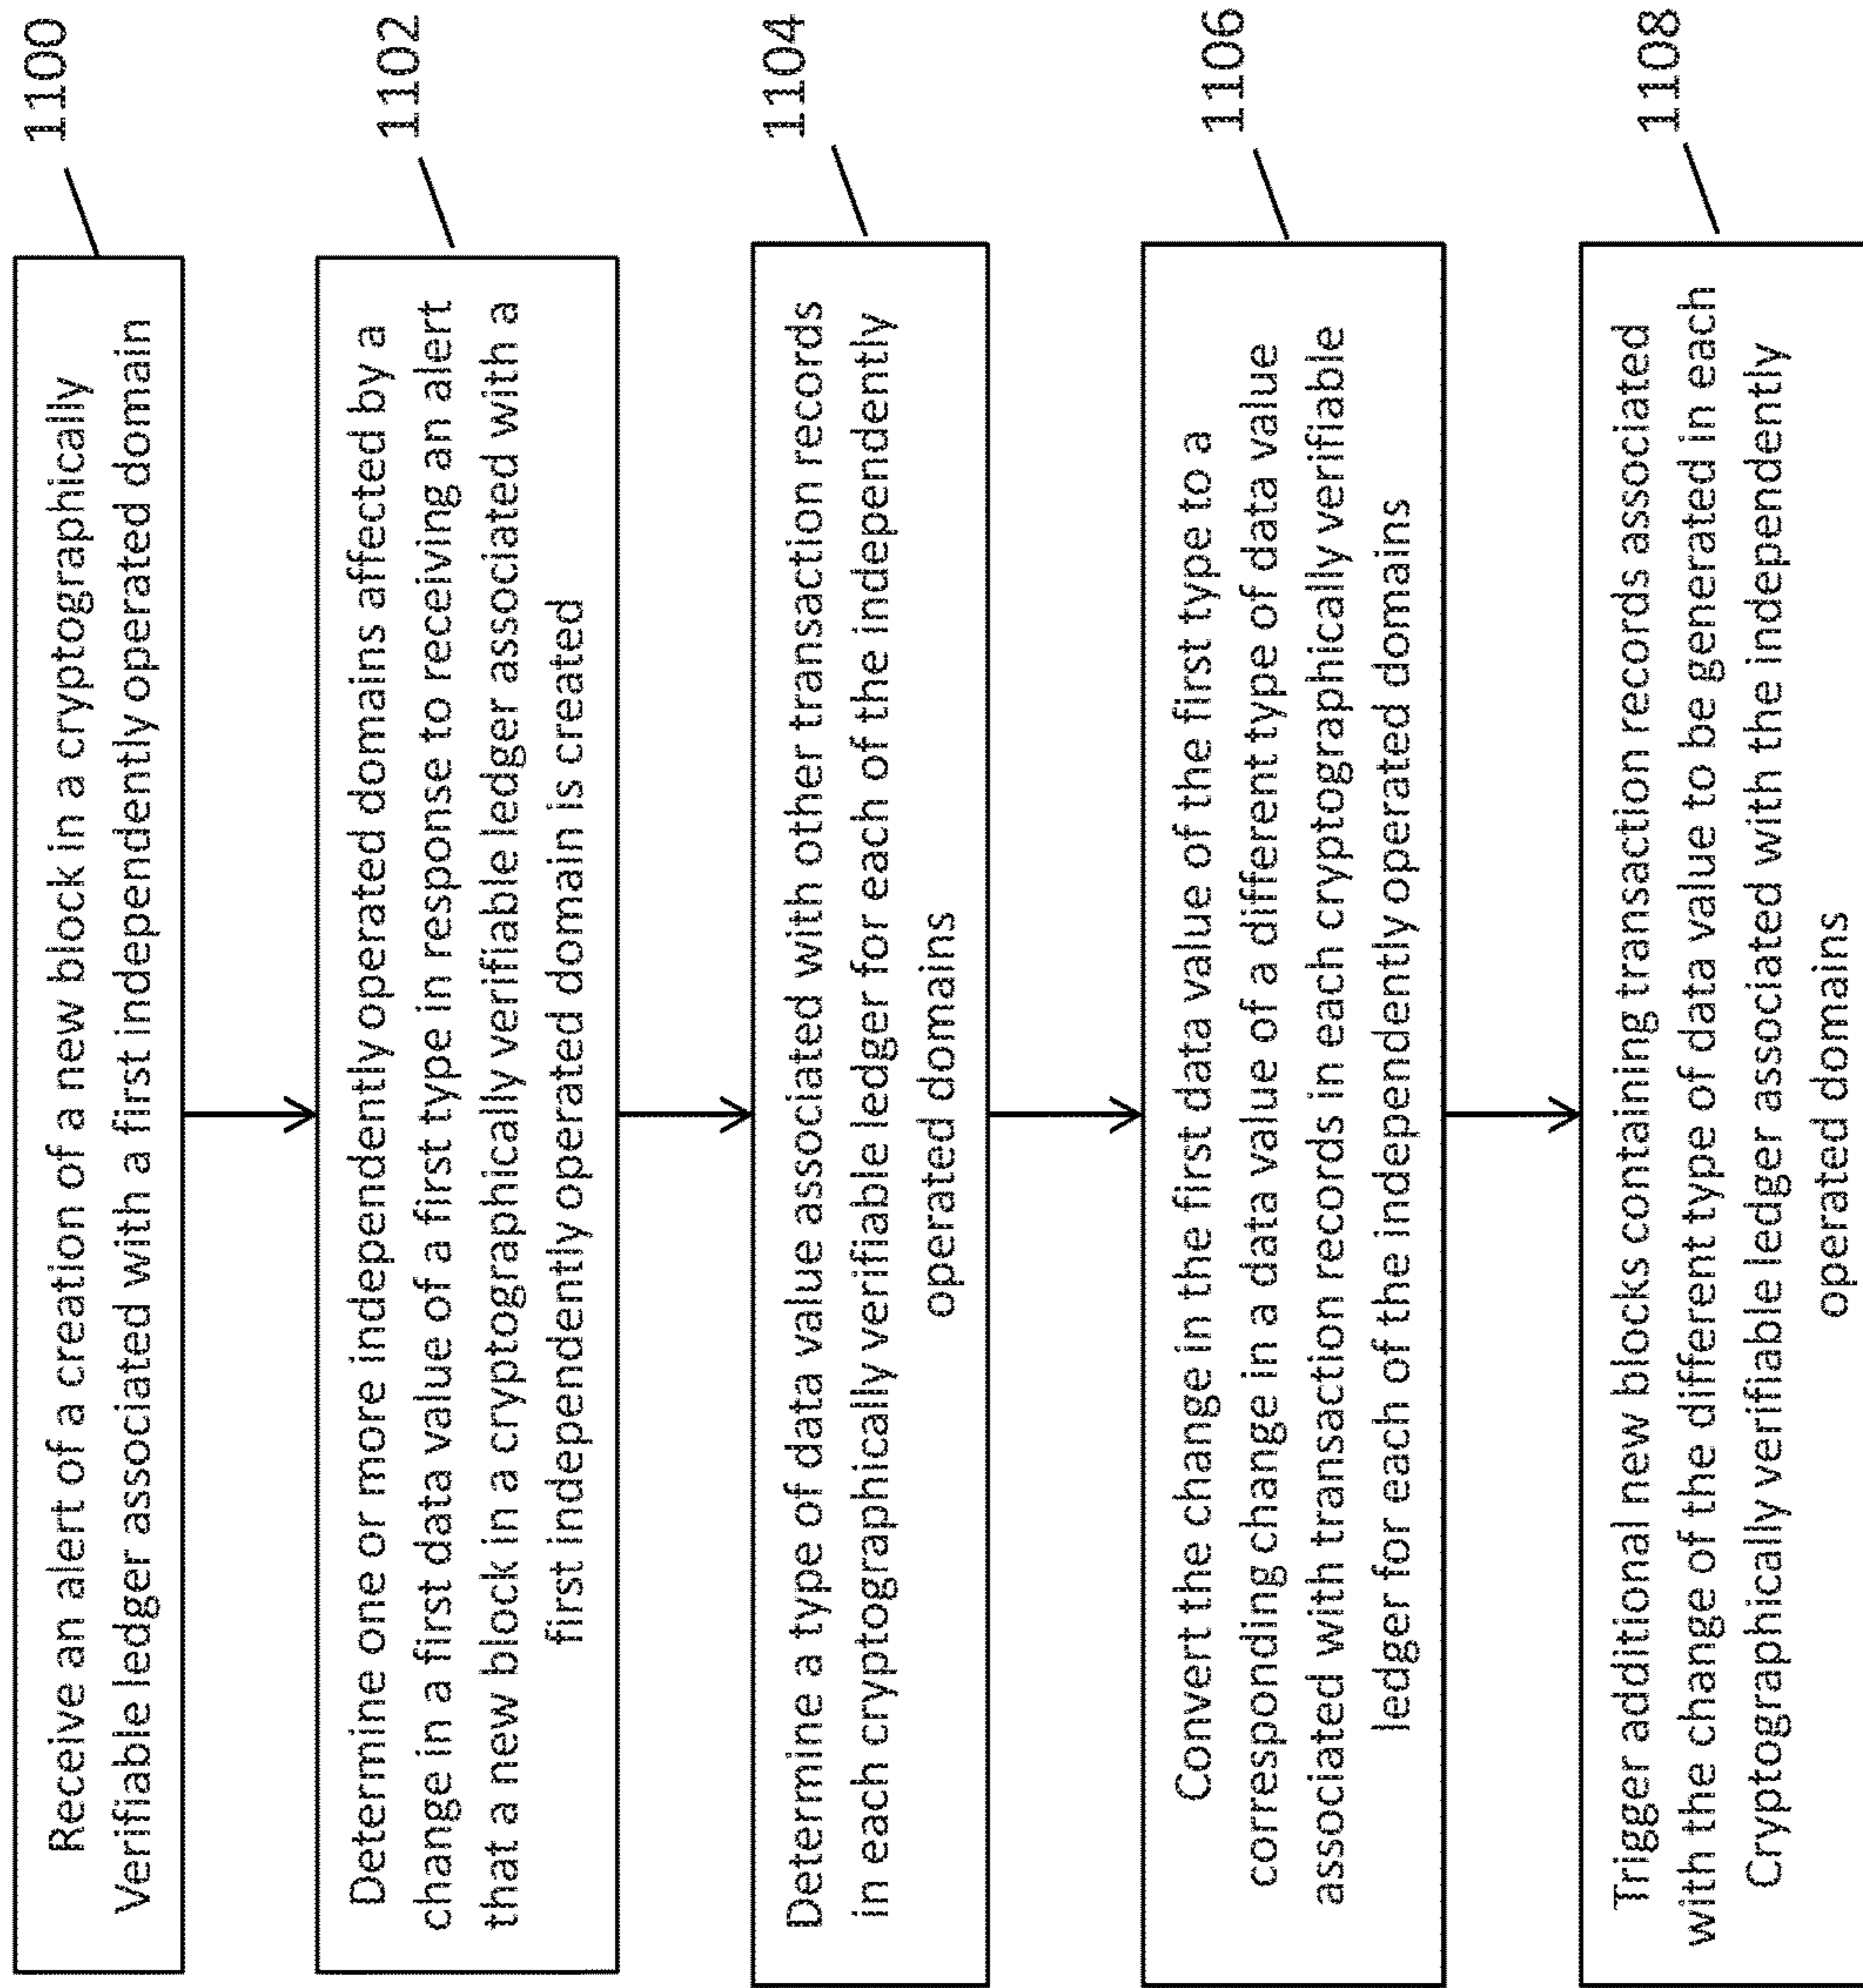 1100
Receive an alert of a creation of a new block in a cryptographically
Verifiable ledger associated with a first independently operated domain
1102
Determine one or more independently operated domains affected by a
change in a first data value of a first type in response to receiving an alert
that a new block in a cryptographically verifiable ledger associated with a
first independently operated domain is created
1104
Determine a type of data value associated with other transaction records
in each cryptographically verifiable ledger for each of the independently
operated domains
1106
Convert the change in the first data value of the first type to a
corresponding change in a data value of a different type of data value
associated with transaction records in each cryptographically verifiable
ledger for each of the independently operated domains
1108
Trigger additional new blocks containing transaction records associated
with the change of the different type of data value to be generated in each
Cryptographically verifiable ledger associated with the independently
operated domains